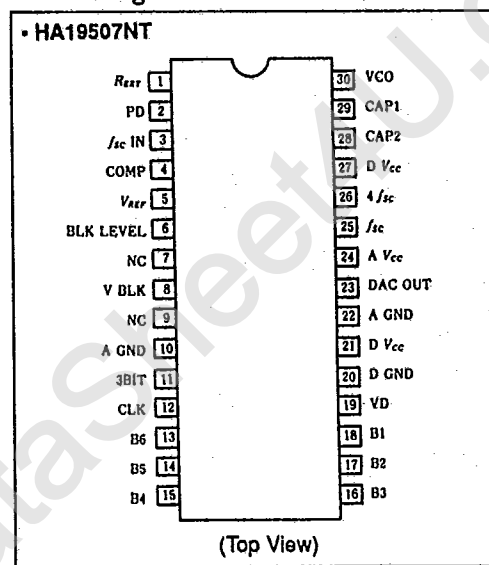 • HA19507NT
REXT 1
PD 2
fSC IN 3
COMP 4
VREF 5
BLK LEVEL 6
NC 7
V BLK 8
NC 9
A GND 10
3BIT 11
CLK 12
B6 13
B5 14
B4 15
30 VCO
29 CAP1
28 CAP2
27 D Vcc
26 4 fSC
25 fSC
24 A Vcc
23 DAC OUT
22 A GND
21 D Vcc
20 D GND
19 VD
18 B1
17 B2
16 B3
(Top View)